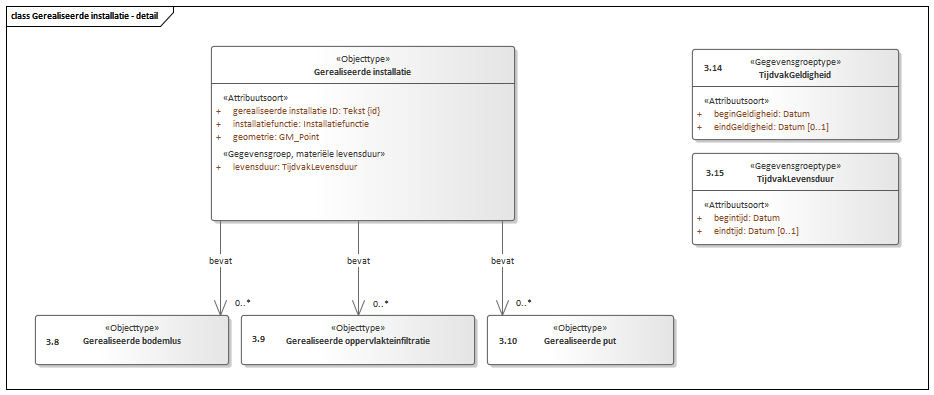 class Gerealiseerde installatie - detail
«Objecttype»
Gerealiseerde installatie
«Attribuutsoort»
+ gerealiseerde installatie ID: Tekst {id}
+ installatiefunctie: Installatiefunctie
+ geometrie: GM_Point
«Gegevensgroep, materiële levensduur»
+ levensduur: TijdvakLevensduur
3.14
«Gegevensgroeptype»
TijdvakGeldigheid
«Attribuutsoort»
+ beginGeldigheid: Datum
+ eindGeldigheid: Datum [0..1]
3.15
«Gegevensgroeptype»
TijdvakLevensduur
«Attribuutsoort»
+ begintijd: Datum
+ eindtijd: Datum [0..1]
bevat
bevat
bevat
0..*
0..*
0..*
3.8
«Objecttype»
Gerealiseerde bodemlus
3.9
«Objecttype»
Gerealiseerde oppervlakteinfiltratie
3.10
«Objecttype»
Gerealiseerde put